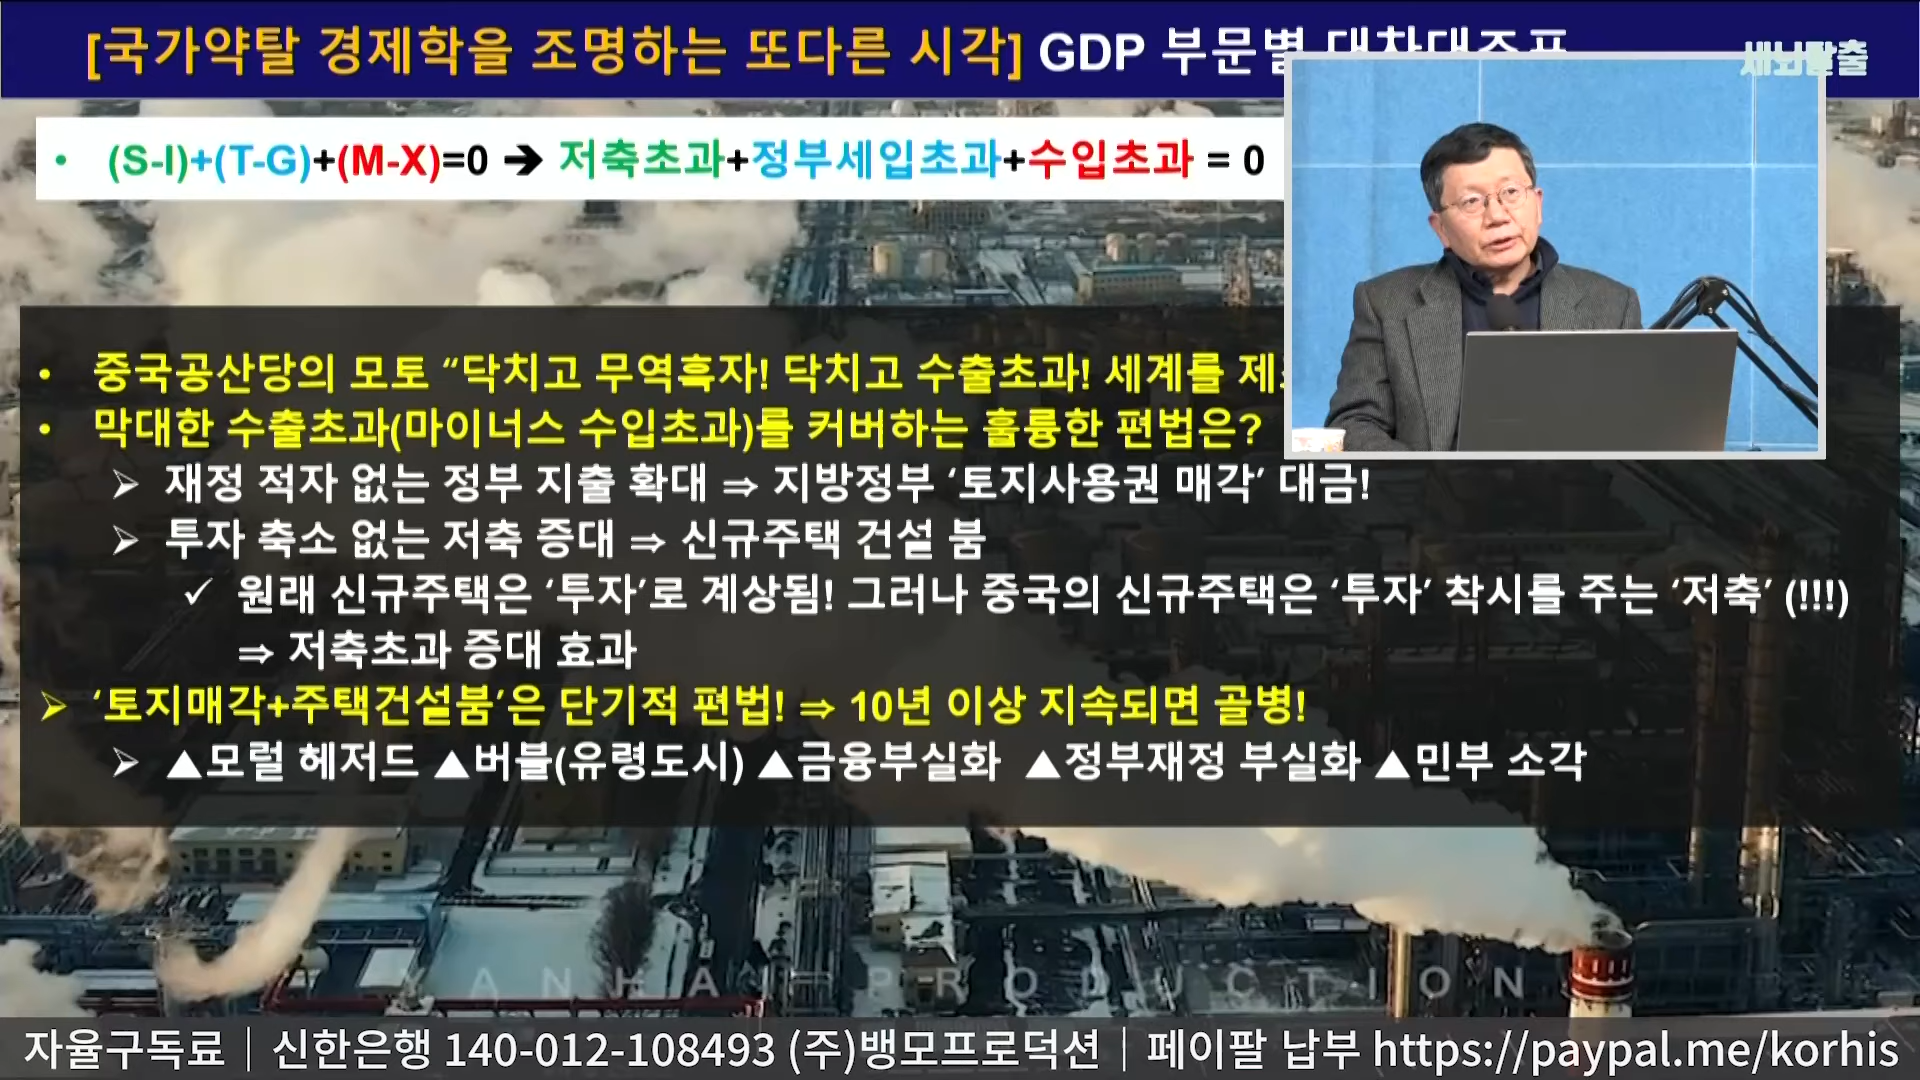 [국가약탈 경제학을 조명하는 또다른 시각] GDP 부문별 대차대조표
세뇌탈출
• (S-I)+(T-G)+(M-X)=0 ➔ 저축초과+정부세입초과+수입초과 = 0
• 중국공산당의 모토 “닥치고 무역흑자! 닥치고 수출초과! 세계를
• 막대한 수출초과(마이너스 수입초과)를 커버하는 훌륭한 편법은?
➢ 재정 적자 없는 정부 지출 확대 ⇒ 지방정부 ‘토지사용권 매각’ 대금!
➢ 투자 축소 없는 저축 증대 ⇒ 신규주택 건설 붐
✓ 원래 신규주택은 ‘투자’로 계상됨! 그러나 중국의 신규주택은 ‘투자’ 착시를 주는 ‘저축’ (!!!)
⇒ 저축초과 증대 효과
➢ ‘토지매각+주택건설붐’은 단기적 편법! ⇒ 10년 이상 지속되면 골병!
➢ ▲모럴 헤저드 ▲버블(유령도시) ▲금융부실화 ▲정부재정 부실화 ▲민부 소각
PRODUCTION
자율구독료 | 신한은행 140-012-108493 (주)뱅모프로덕션 | 페이팔 납부 https://paypal.me/korhis